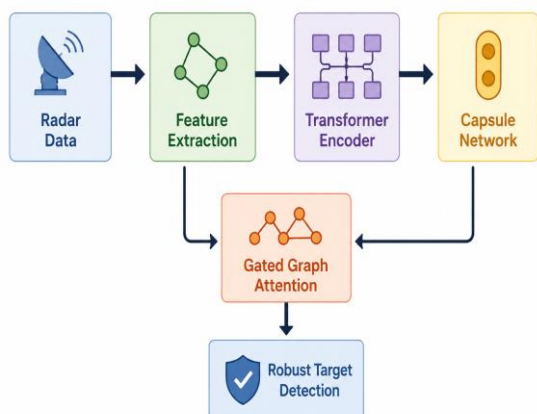 Radar
Data
Feature
Extraction
Transformer
Encoder
Capsule
Network
Gated Graph
Attention
Robust Target
Detection